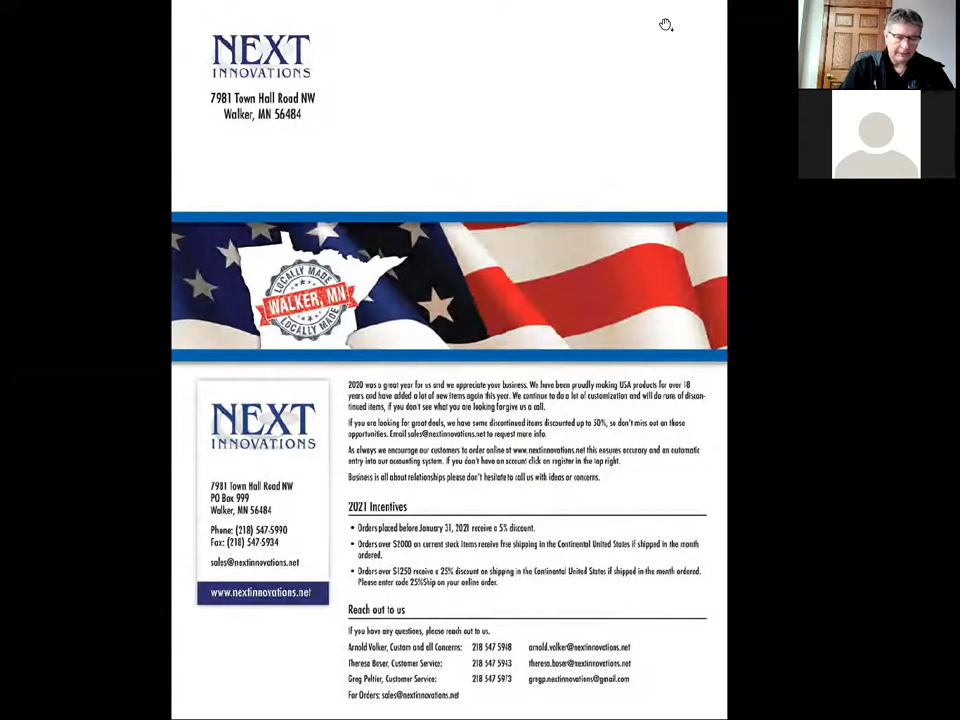 NEXT
INNOVATIONS
7981 Town Hall Road NW
Walker, MN 56484
LOCALLY MADE
WALKER, MN
LOCALLY MADE
NEXT
INNOVATIONS
7981 Town Hall Road NW
PO Box 999
Walker, MN 56484
Phone: (218) 547-5990
Fax: (218) 547-5934
sales@nextinnovations.net
www.nextinnovations.net
2020 was a great year for us and we appreciate your business. We have been proudly making USA products for over 18
years and have added a lot of new items again this year. We continue to do a lot of customization and will do runs of discon-
tinued items, if you don't see what you are looking forgive us a call.
If you are looking for great deals, we have some discontinued items discounted up to 50%, so don't miss out on those
opportunities. Email sales@nextinnovations.net to request more info.
As always we encourage our customers to order online at www.nextinnovations.net this ensures accuracy and an automatic
entry into our accounting system. If you don't have an account click on register in the top right.
Business is all about relationships please don't hesitate to call us with ideas or concerns.
2021 Incentives
• Orders placed before January 31, 2021 receive a 5% discount.
• Orders over $2000 on current stock items receive free shipping in the Continental United States if shipped in the month
ordered.
• Orders over $1250 receive a 25% discount on shipping in the Continental United States if shipped in the month ordered.
Please enter code 25%Ship on your online order.
Reach out to us
If you have any questions, please reach out to us.
Arnold Volker, Custom and all Concerns: 218 547 5948 arnold.volker@nextinnovations.net
Theresa Boser, Customer Service: 218 547 5943 theresa.boser@nextinnovations.net
Greg Peltier, Customer Service: 218 547 5973 gregp.nextinnovations@gmail.com
For Orders: sales@nextinnovations.net